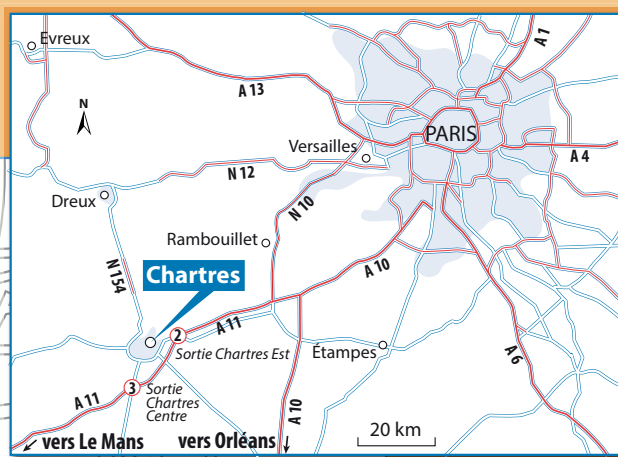 Evreux
A 1
A 13
N
PARIS
Versailles
A 4
N 12
Dreux
N 10
Rambouillet
N 154
Chartres
A 10
A 11
2
Sortie Chartres Est
Étampes
A 6
3
Sortie
Chartres
Centre
A 11
A 10
20 km
vers Le Mans
vers Orléans